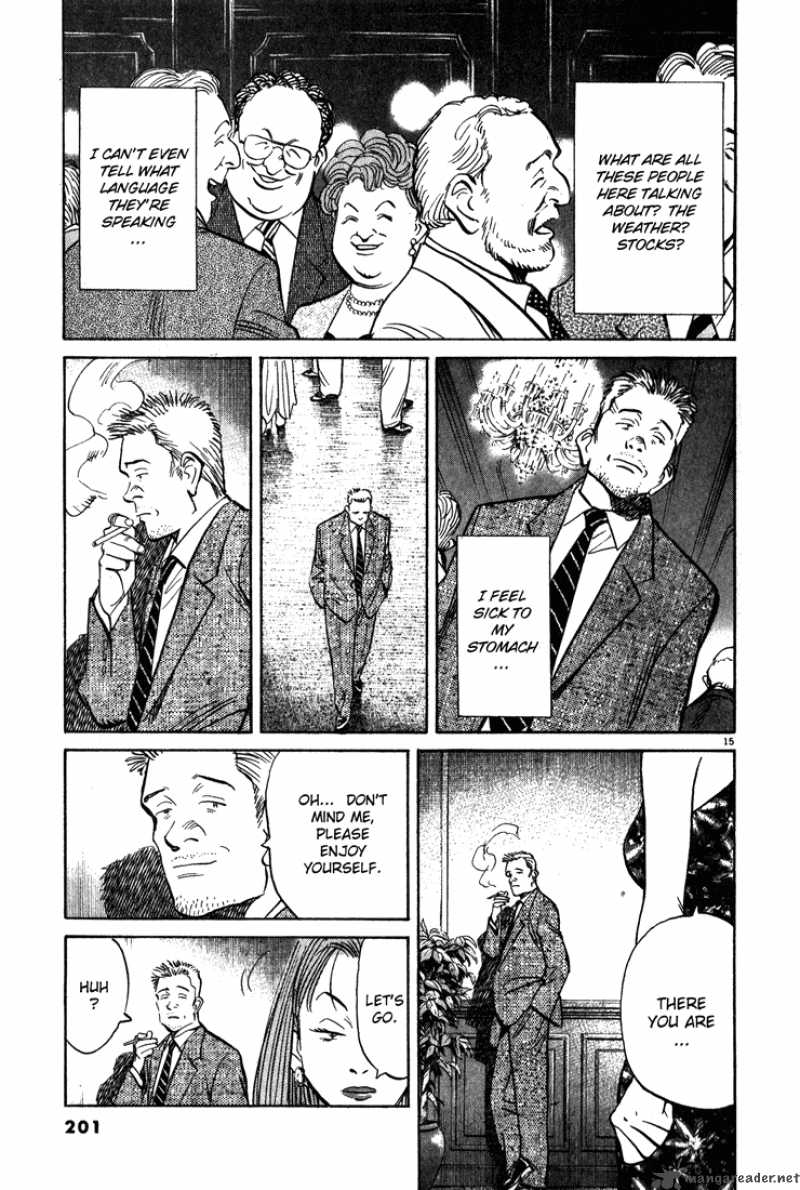 WHAT ARE ALL
THESE PEOPLE
HERE TALKING
ABOUT? THE
WEATHER?
STOCKS?
I CAN'T EVEN
TELL WHAT
LANGUAGE
THEY'RE
SPEAKING
...
I FEEL
SICK TO
MY
STOMACH
...
15
THERE
YOU ARE
...
OH... DON'T
MIND ME,
PLEASE
ENJOY
YOURSELF.
LET'S
GO.
HUH
?
201
mangareader.net